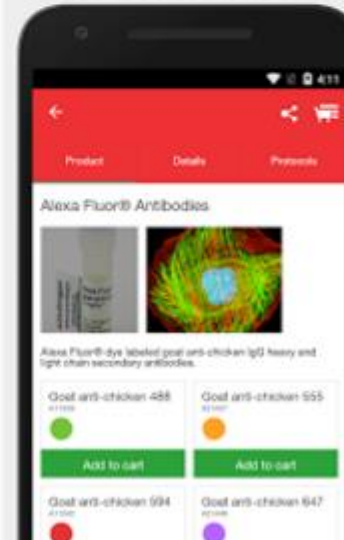 4:11
Product Details Protocols
Alexa Fluor® Antibodies
Alexa Fluor® dye labeled goat anti-chicken IgG heavy and
light chain secondary antibodies.
Goat anti-chicken 488
Goat anti-chicken 555
Add to cart
Add to cart
Goat anti-chicken 594
Goat anti-chicken 647